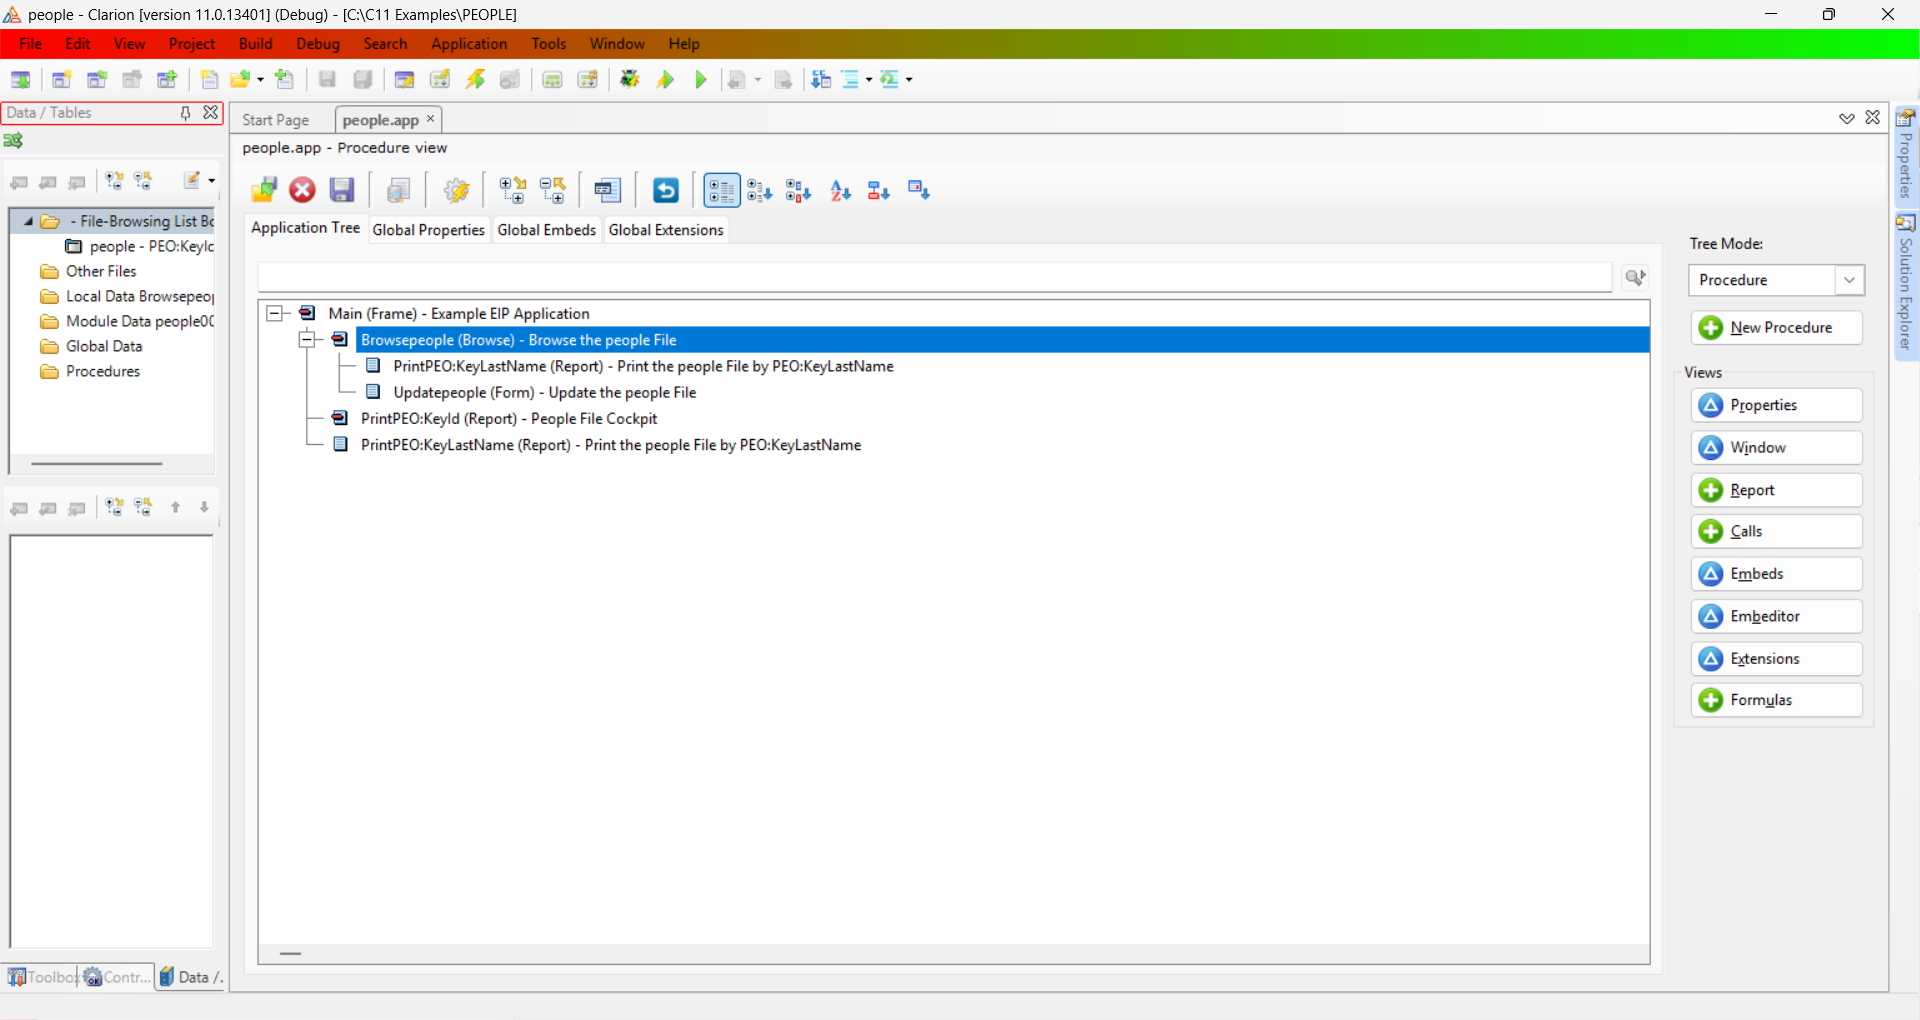 people - Clarion [version 11.0.13401] (Debug) - [C:\C11 Examples\PEOPLE]
File Edit View Project Build Debug Search Application Tools Window Help
Data / Tables
Start Page
people.app
people.app - Procedure view
Application Tree
Global Properties
Global Embeds
Global Extensions
- File-Browsing List Bo
people - PEO:KeyIc
Other Files
Local Data Browsepeop
Module Data people00
Global Data
Procedures
Main (Frame) - Example EIP Application
Browsepeople (Browse) - Browse the people File
PrintPEO:KeyLastName (Report) - Print the people File by PEO:KeyLastName
Updatepeople (Form) - Update the people File
PrintPEO:KeyId (Report) - People File Cockpit
PrintPEO:KeyLastName (Report) - Print the people File by PEO:KeyLastName
Tree Mode:
Procedure
New Procedure
Views
Properties
Window
Report
Calls
Embeds
Embeditor
Extensions
Formulas
Properties
Solution Explorer
Toolbox
Contr...
Data /.